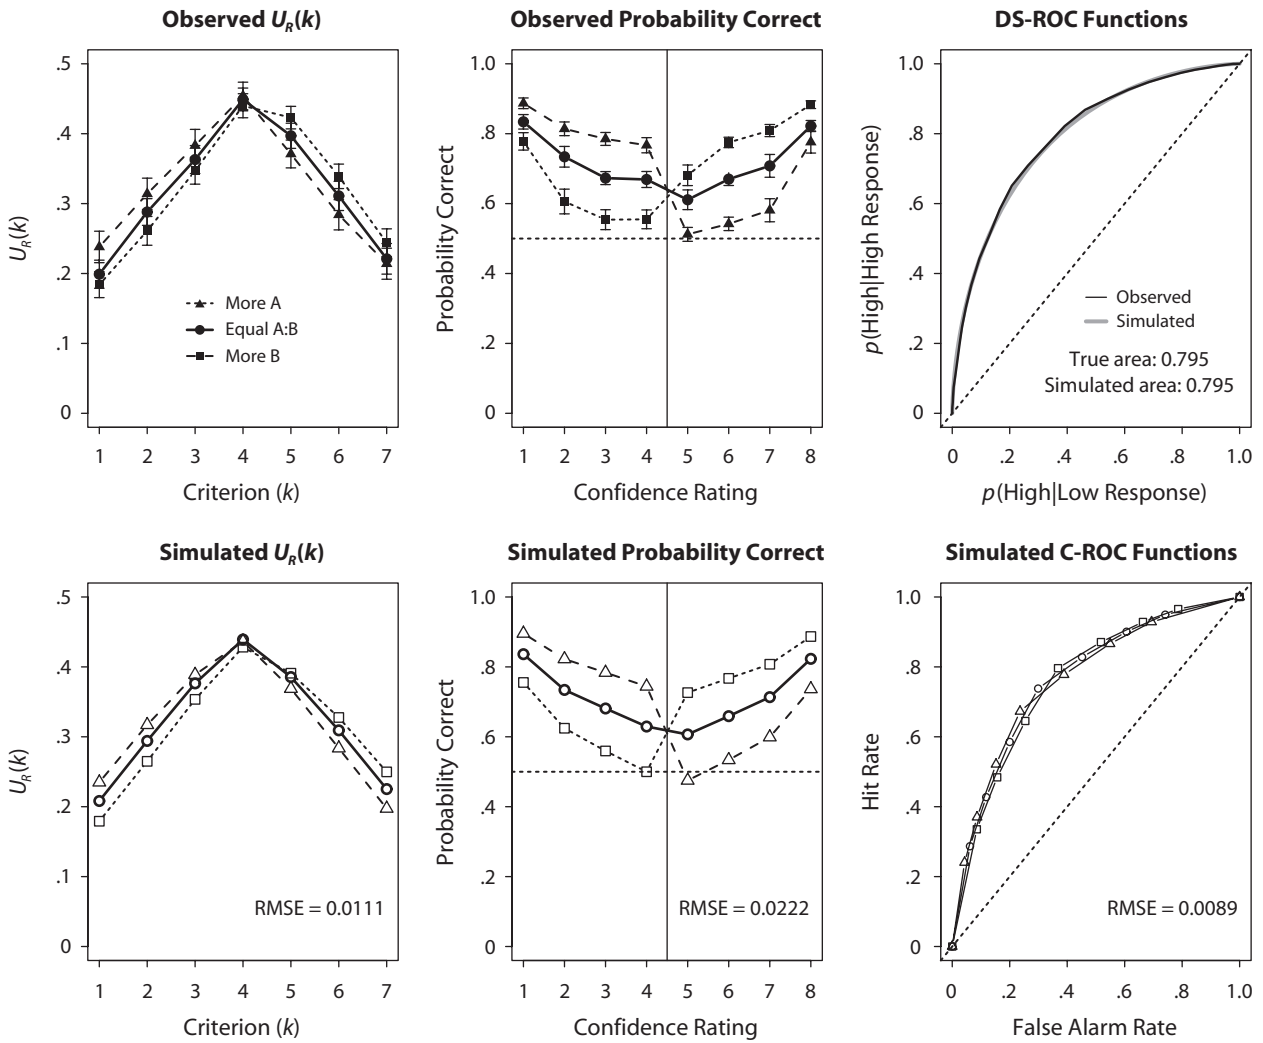 Observed U_R(k)
.5
.4
.3
.2
.1
0
U_R(k)
More A
Equal A:B
More B
1 2 3 4 5 6 7
Criterion (k)
Observed Probability Correct
1.0
.8
.6
.4
.2
0
Probability Correct
1 2 3 4 5 6 7 8
Confidence Rating
DS-ROC Functions
1.0
.8
.6
.4
.2
0
p(High|High Response)
Observed
Simulated
True area: 0.795
Simulated area: 0.795
0 .2 .4 .6 .8 1.0
p(High|Low Response)
Simulated U_R(k)
.5
.4
.3
.2
.1
0
U_R(k)
RMSE = 0.0111
1 2 3 4 5 6 7
Criterion (k)
Simulated Probability Correct
1.0
.8
.6
.4
.2
0
Probability Correct
RMSE = 0.0222
1 2 3 4 5 6 7 8
Confidence Rating
Simulated C-ROC Functions
1.0
.8
.6
.4
.2
0
Hit Rate
RMSE = 0.0089
0 .2 .4 .6 .8 1.0
False Alarm Rate